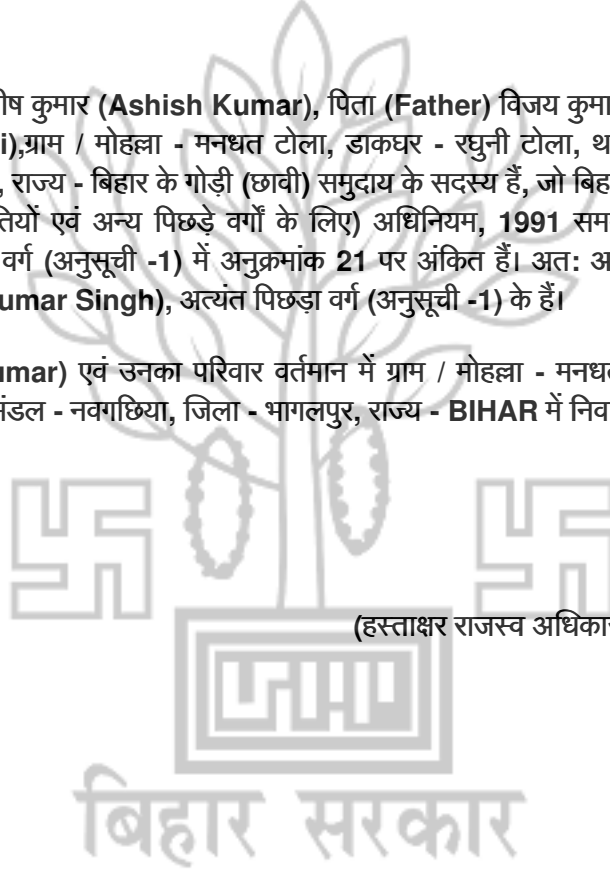 ीष कुमार (Ashish Kumar), पिता (Father) विजय कुमा
i),ग्राम / मोहल्ला - मनधत टोला, डाकघर - रघुनी टोला, थ
, राज्य - बिहार के गोड़ी (छावी) समुदाय के सदस्य हैं, जो बिह
तियों एवं अन्य पिछड़े वर्गों के लिए) अधिनियम, 1991 सम
वर्ग (अनुसूची -1) में अनुक्रमांक 21 पर अंकित हैं। अत: अ
umar Singh), अत्यंत पिछड़ा वर्ग (अनुसूची -1) के हैं।
umar) एवं उनका परिवार वर्तमान में ग्राम / मोहल्ला - मनधत
मंडल - नवगछिया, जिला - भागलपुर, राज्य - BIHAR में निवा
(हस्ताक्षर राजस्व अधिकार
बिहार सरकार